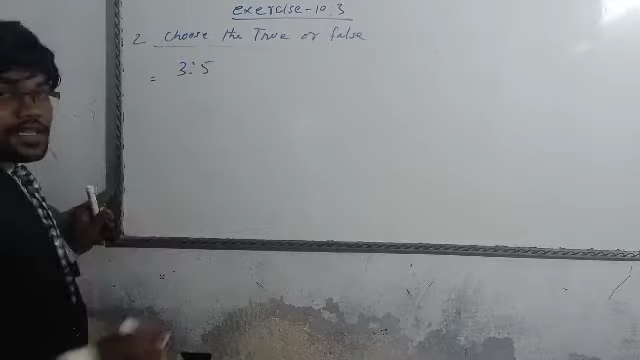 exercise-10.3
2 choose the True or false
= 3:5